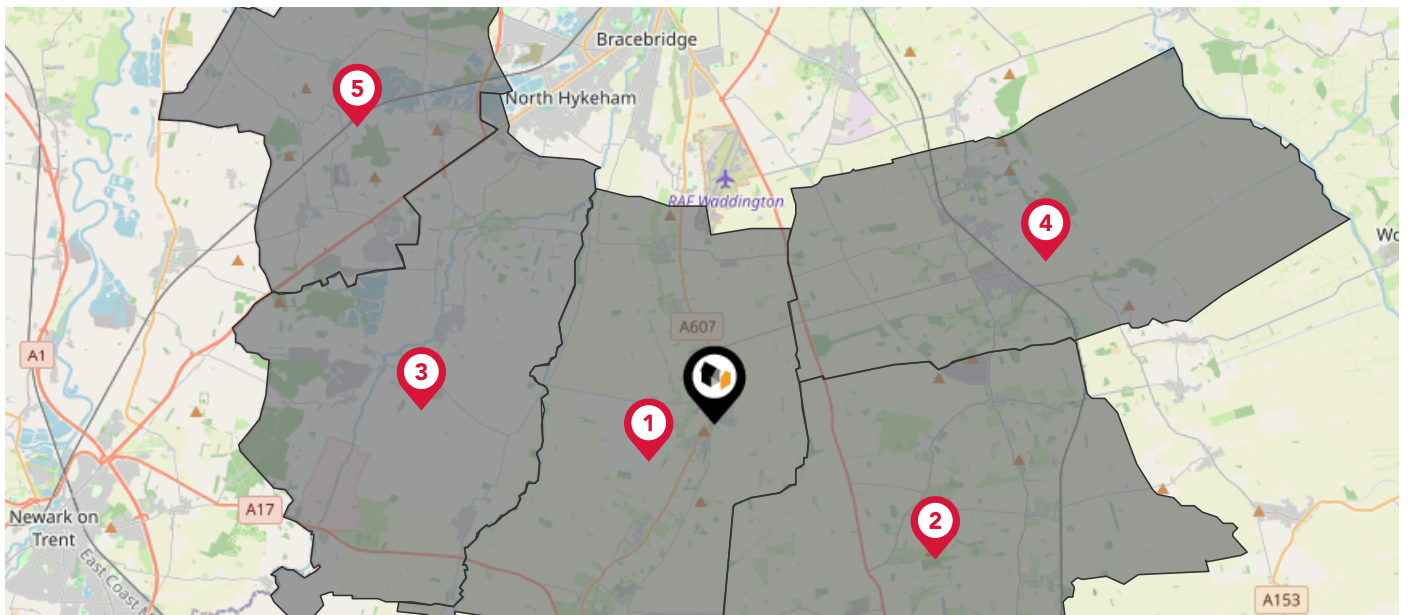 Bracebridge
5
North Hykeham
RAF Waddington
4
Wo
A607
A1
3
1
Newark on
Trent
A17
2
East Coast M
A153